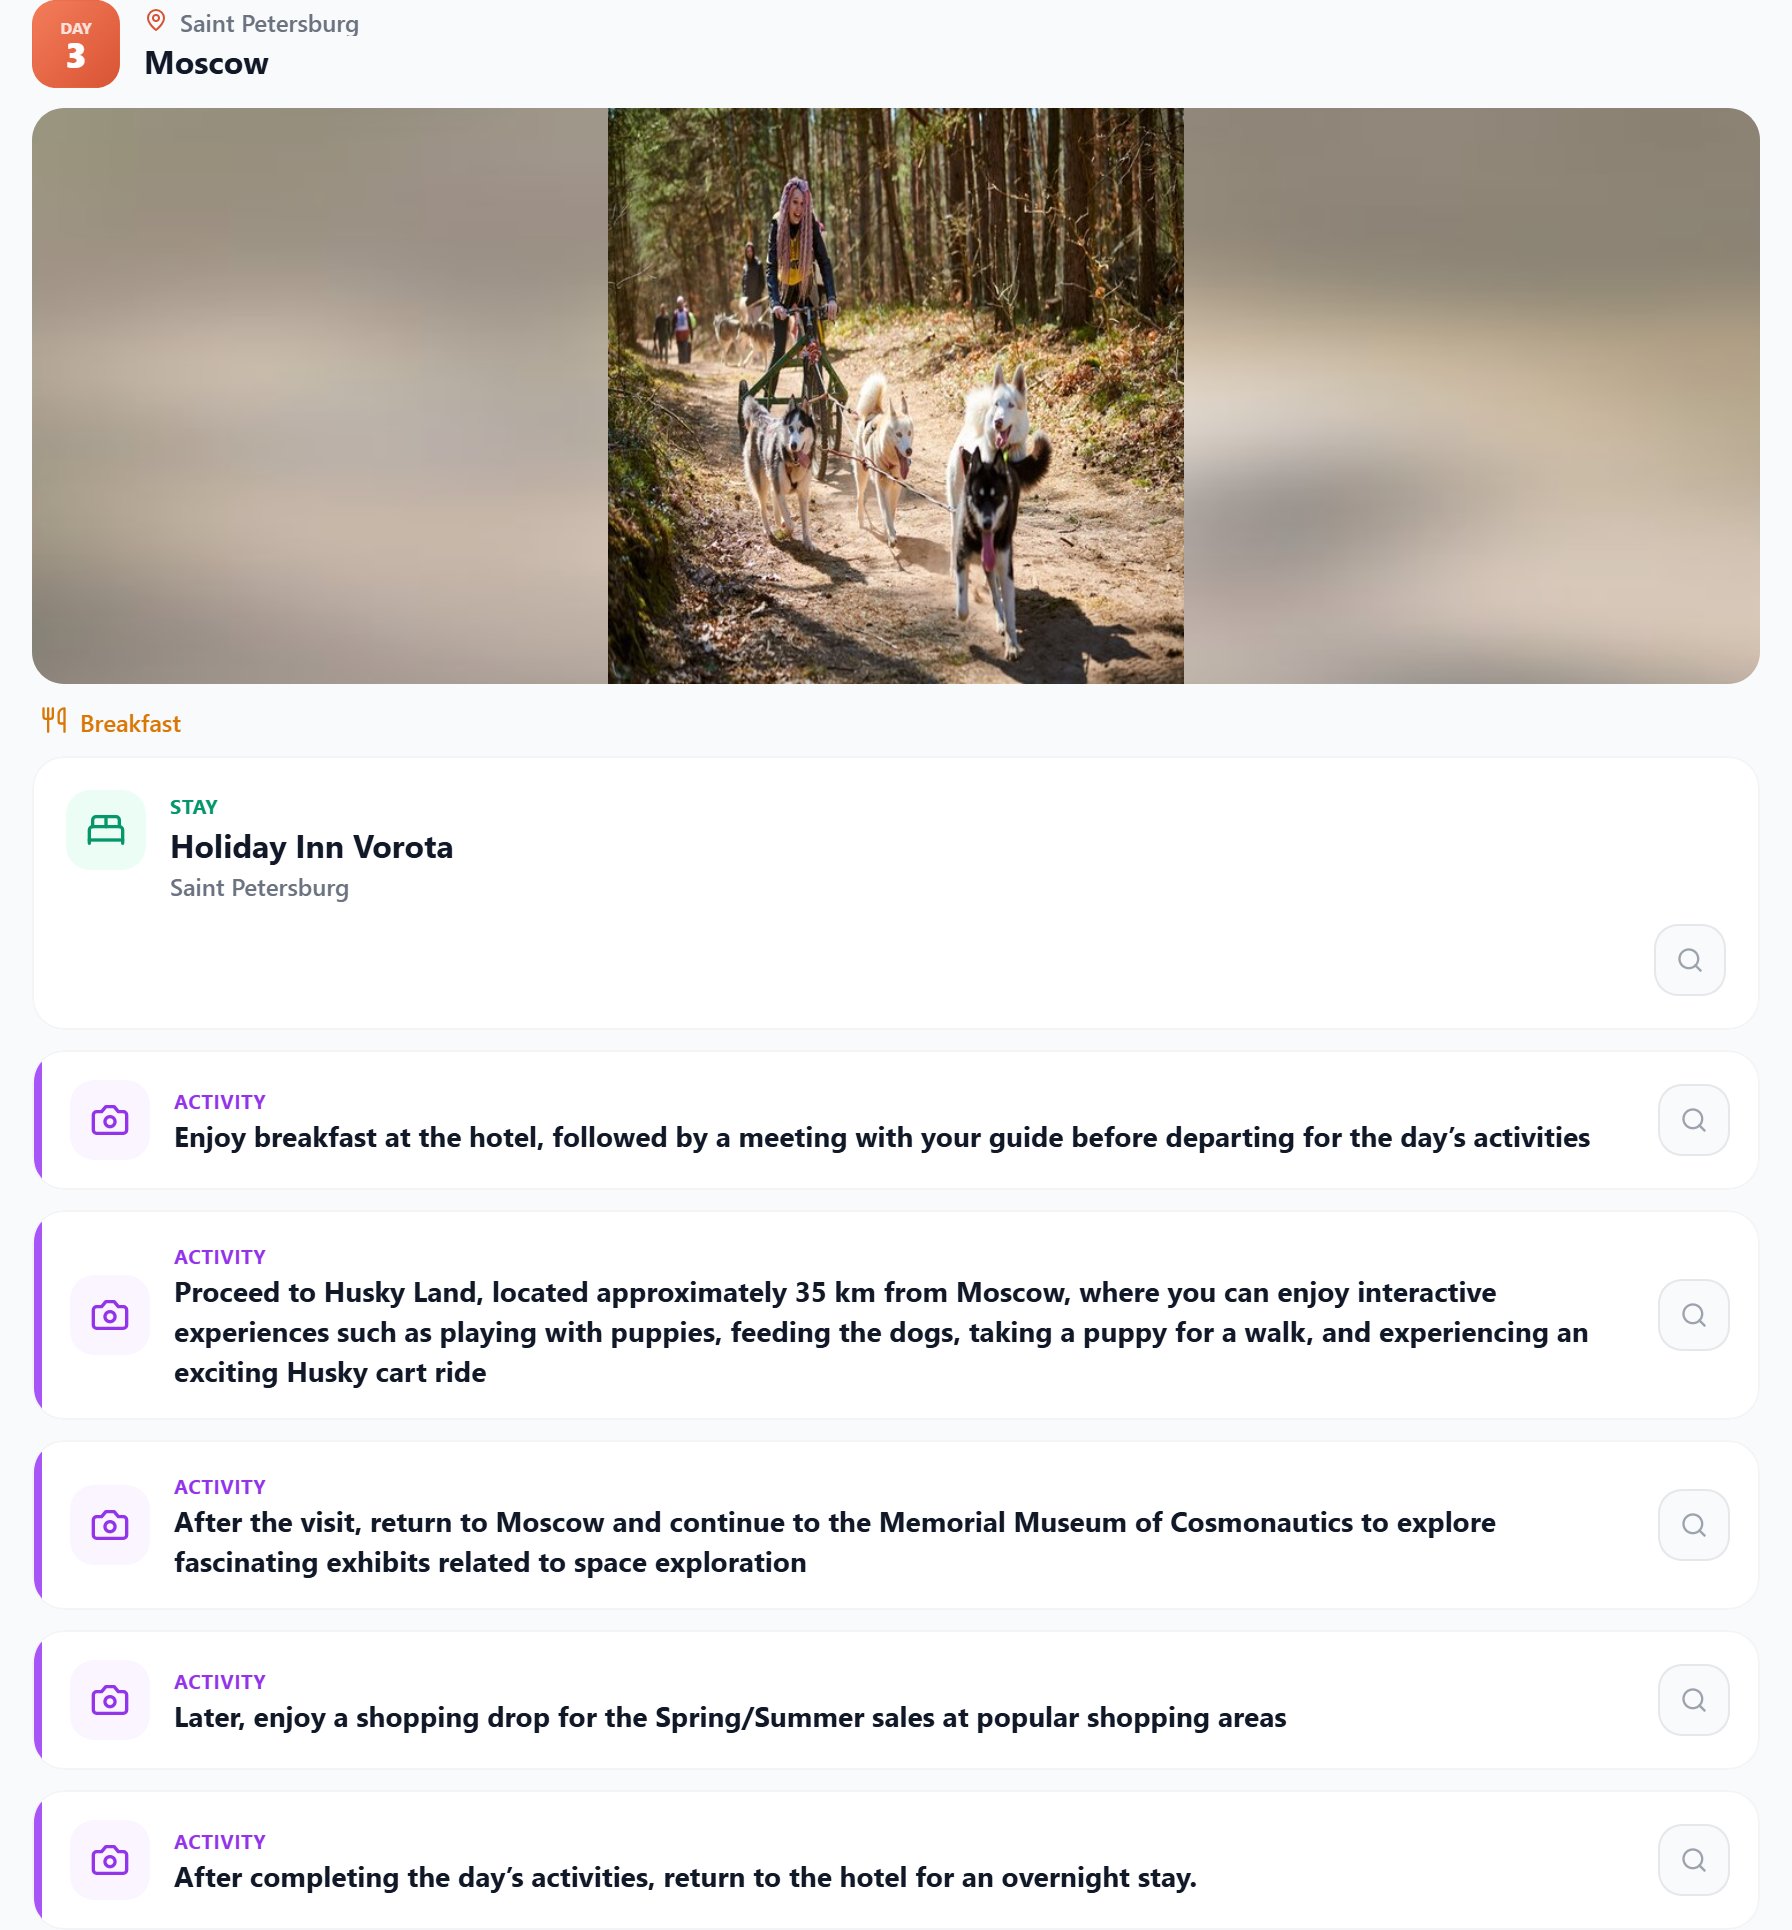 DAY
3
Saint Petersburg
Moscow
Breakfast
STAY
Holiday Inn Vorota
Saint Petersburg
ACTIVITY
Enjoy breakfast at the hotel, followed by a meeting with your guide before departing for the day’s activities
ACTIVITY
Proceed to Husky Land, located approximately 35 km from Moscow, where you can enjoy interactive
experiences such as playing with puppies, feeding the dogs, taking a puppy for a walk, and experiencing an
exciting Husky cart ride
ACTIVITY
After the visit, return to Moscow and continue to the Memorial Museum of Cosmonautics to explore
fascinating exhibits related to space exploration
ACTIVITY
Later, enjoy a shopping drop for the Spring/Summer sales at popular shopping areas
ACTIVITY
After completing the day’s activities, return to the hotel for an overnight stay.